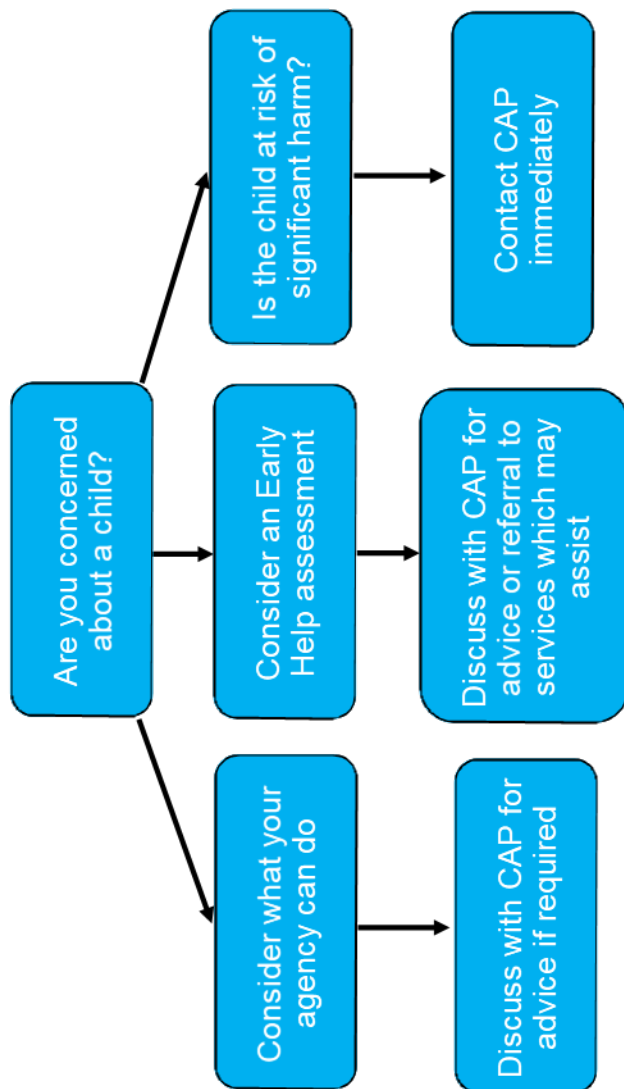 Are you concerned
about a child?
Consider what your
agency can do
Consider an Early
Help assessment
Is the child at risk of
significant harm?
Discuss with CAP for
advice if required
Discuss with CAP for
advice or referral to
services which may
assist
Contact CAP
immediately